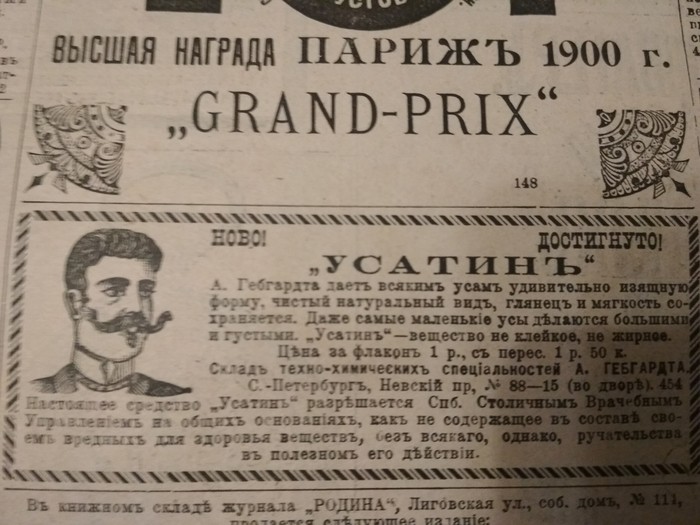 УСТОВ
ВЫСШАЯ НАГРАДА ПАРИЖЪ 1900 г.
„GRAND-PRIX“
148
НОВО! ДОСТИГНУТО!
„УСАТИНЪ“
А. Гебгардта даетъ всякимъ усамъ удивительно изящную
форму, чистый натуральный видъ, глянецъ и мягкость со-
храняется. Даже самые маленькіе усы дѣлаются большими
и густыми. „Усатинъ“—вещество не клейкое, не жирное.
Цѣна за флаконъ 1 р., съ перес. 1 р. 50 к.
Складъ техно-химическихъ спеціальностей А. ГЕБГАРДТА
С.-Петербургъ, Невскій пр, № 88—15 (во дворѣ). 454
Настоящее средство „Усатинъ“ разрѣшается Спб. Столичнымъ Врачебнымъ
Управленіемъ на общихъ основаніяхъ, какъ не содержащее въ составѣ сво-
емъ вредныхъ для здоровья веществъ, безъ всякаго, однако, ручательства
въ полезномъ его дѣйствіи.
Въ книжномъ складѣ журнала „РОДИНА“, Лиговская ул., соб. домъ, № 114,
продается слѣдующее изданіе: